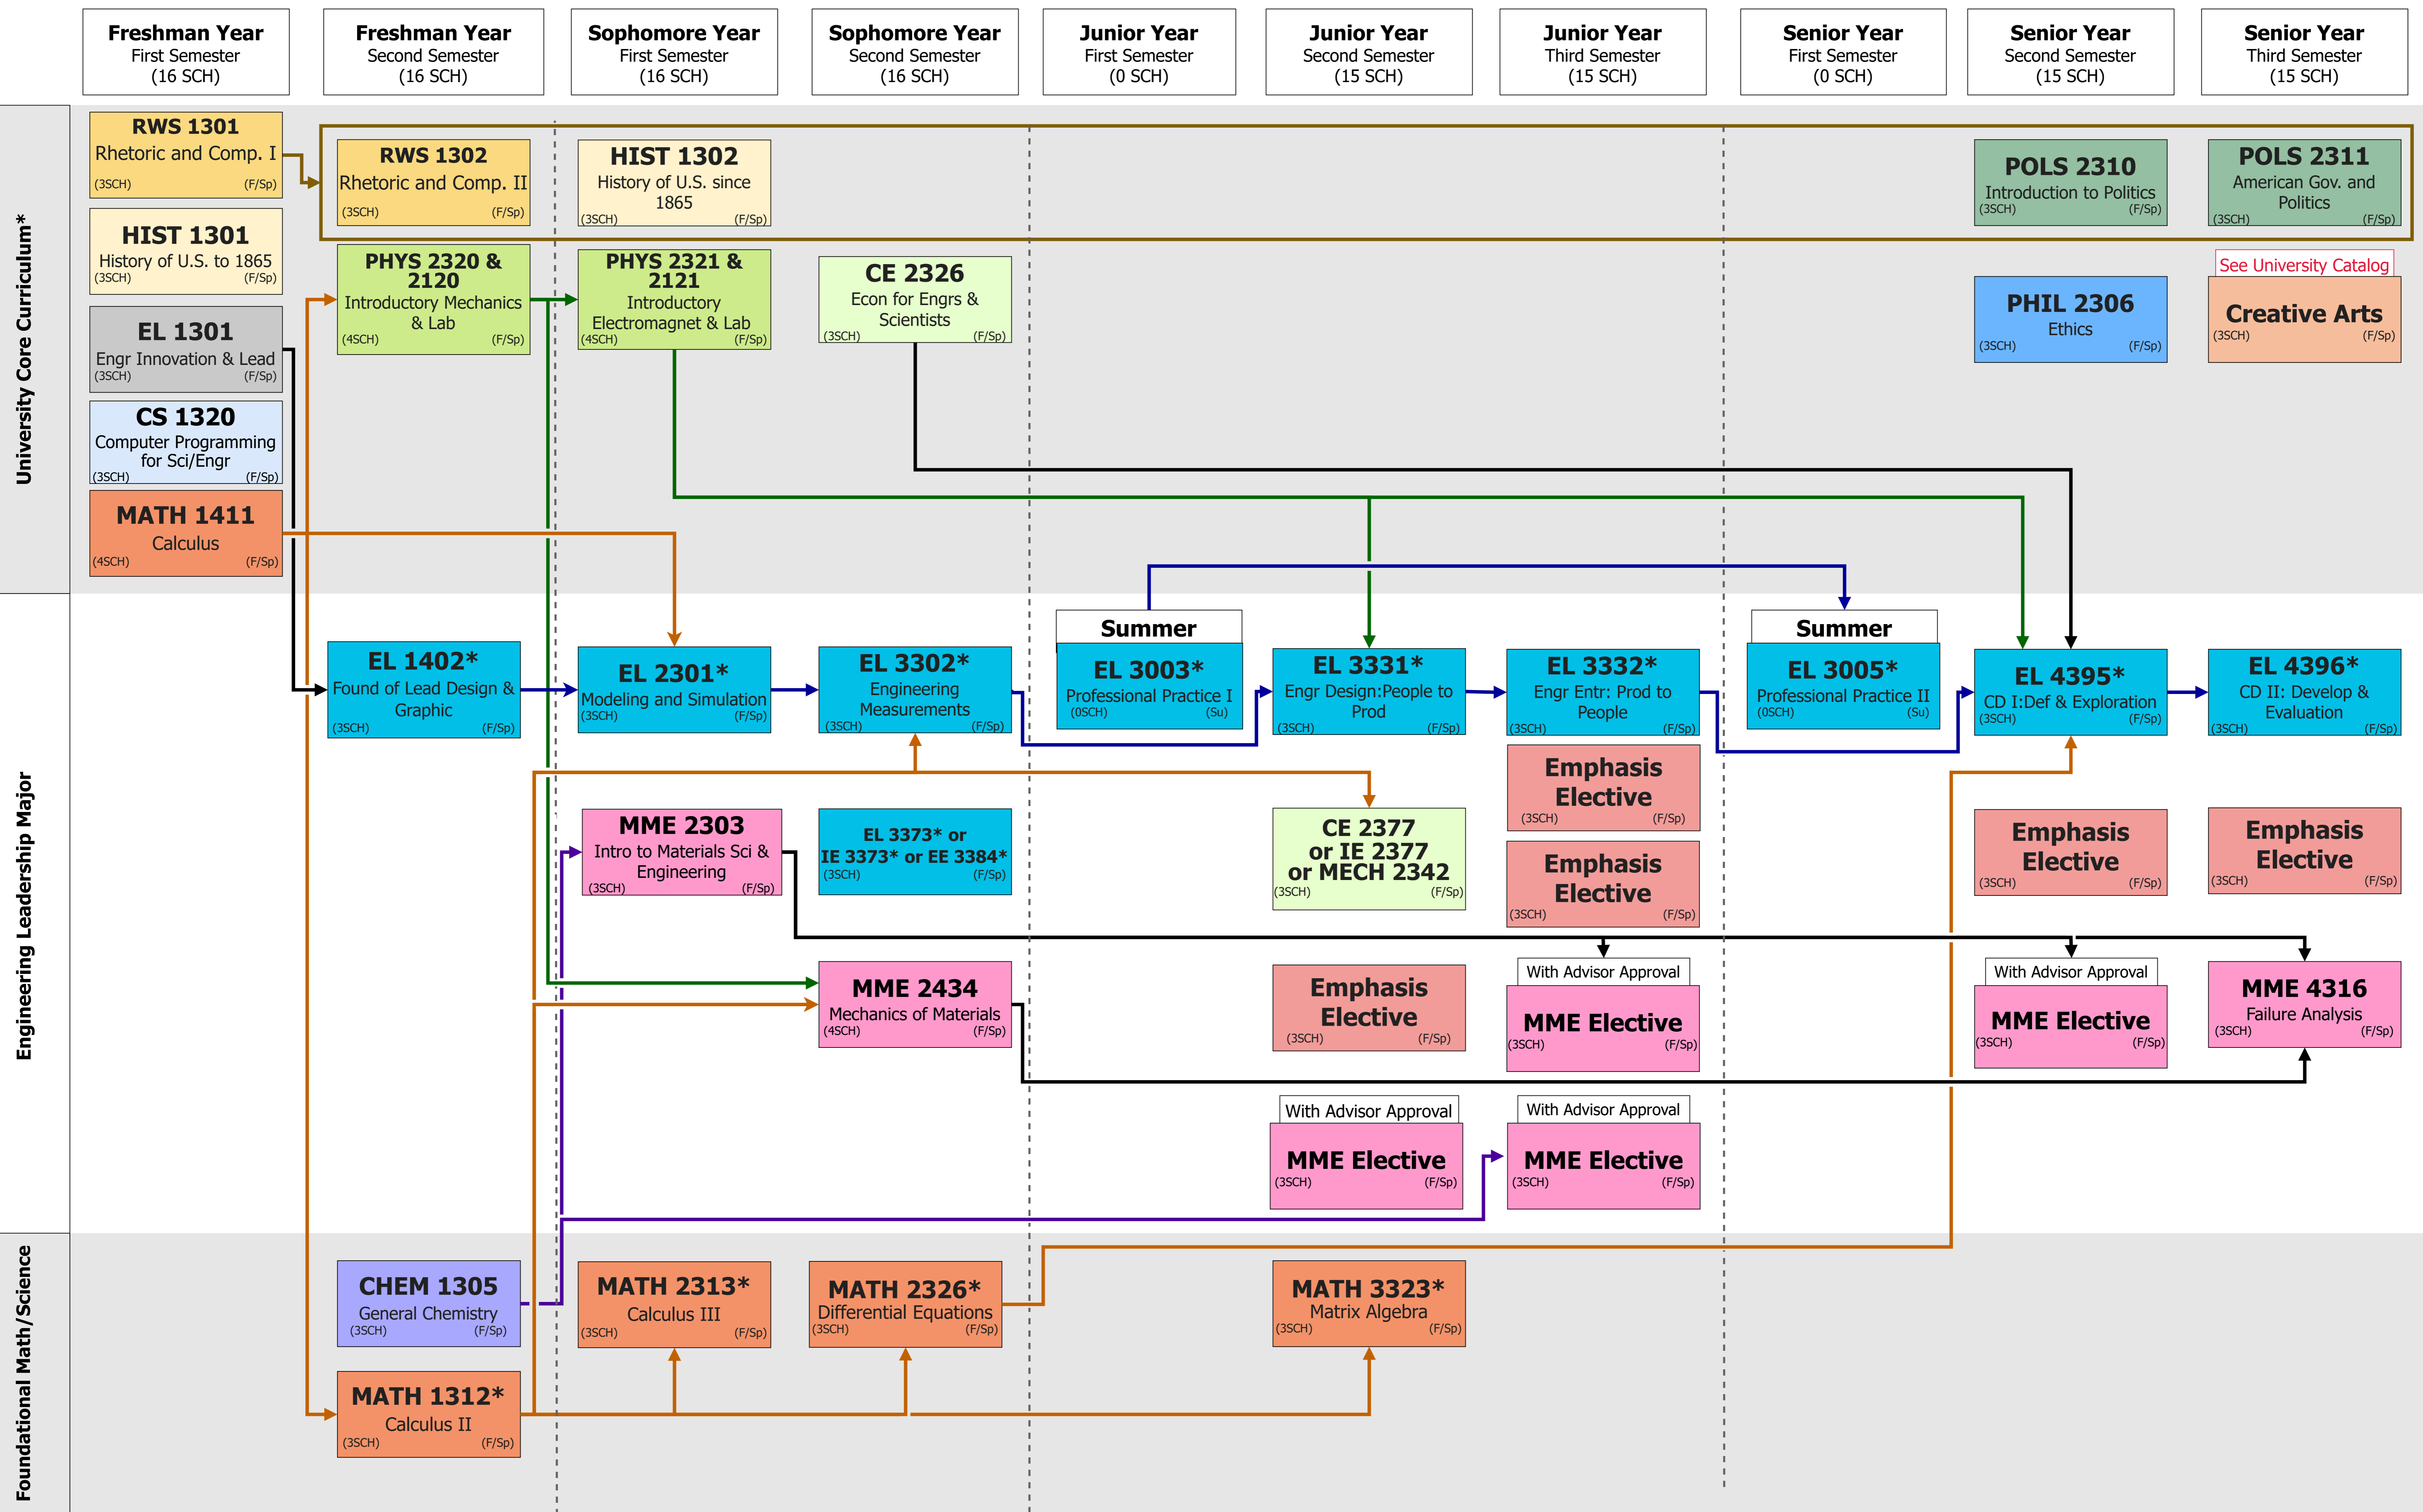 Freshman Year
First Semester
(16 SCH)
Freshman Year
Second Semester
(16 SCH)
Sophomore Year
First Semester
(16 SCH)
Sophomore Year
Second Semester
(16 SCH)
Junior Year
First Semester
(0 SCH)
Junior Year
Second Semester
(15 SCH)
Junior Year
Third Semester
(15 SCH)
Senior Year
First Semester
(0 SCH)
Senior Year
Second Semester
(15 SCH)
Senior Year
Third Semester
(15 SCH)
University Core Curriculum*
RWS 1301
Rhetoric and Comp. I
(3SCH) (F/Sp)
HIST 1301
History of U.S. to 1865
(3SCH) (F/Sp)
EL 1301
Engr Innovation & Lead
(3SCH) (F/Sp)
CS 1320
Computer Programming
for Sci/Engr
(3SCH) (F/Sp)
MATH 1411
Calculus
(4SCH) (F/Sp)
RWS 1302
Rhetoric and Comp. II
(3SCH) (F/Sp)
PHYS 2320 &
2120
Introductory Mechanics
& Lab
(4SCH) (F/Sp)
HIST 1302
History of U.S. since
1865
(3SCH) (F/Sp)
PHYS 2321 &
2121
Introductory
Electromagnet & Lab
(4SCH) (F/Sp)
CE 2326
Econ for Engrs &
Scientists
(3SCH) (F/Sp)
POLS 2310
Introduction to Politics
(3SCH) (F/Sp)
PHIL 2306
Ethics
(3SCH) (F/Sp)
POLS 2311
American Gov. and
Politics
(3SCH) (F/Sp)
See University Catalog
Creative Arts
(3SCH) (F/Sp)
Engineering Leadership Major
EL 1402*
Found of Lead Design &
Graphic
(3SCH) (F/Sp)
EL 2301*
Modeling and Simulation
(3SCH) (F/Sp)
MME 2303
Intro to Materials Sci &
Engineering
(3SCH) (F/Sp)
EL 3302*
Engineering
Measurements
(3SCH) (F/Sp)
EL 3373* or
IE 3373* or EE 3384*
(3SCH) (F/Sp)
MME 2434
Mechanics of Materials
(4SCH) (F/Sp)
Summer
EL 3003*
Professional Practice I
(0SCH) (Su)
EL 3331*
Engr Design:People to
Prod
(3SCH) (F/Sp)
CE 2377
or IE 2377
or MECH 2342
(3SCH) (F/Sp)
Emphasis
Elective
(3SCH) (F/Sp)
With Advisor Approval
MME Elective
(3SCH) (F/Sp)
EL 3332*
Engr Entr: Prod to
People
(3SCH) (F/Sp)
Emphasis
Elective
(3SCH) (F/Sp)
Emphasis
Elective
(3SCH) (F/Sp)
With Advisor Approval
MME Elective
(3SCH) (F/Sp)
With Advisor Approval
MME Elective
(3SCH) (F/Sp)
Summer
EL 3005*
Professional Practice II
(0SCH) (Su)
EL 4395*
CD I:Def & Exploration
(3SCH) (F/Sp)
Emphasis
Elective
(3SCH) (F/Sp)
With Advisor Approval
MME Elective
(3SCH) (F/Sp)
EL 4396*
CD II: Develop &
Evaluation
(3SCH) (F/Sp)
Emphasis
Elective
(3SCH) (F/Sp)
MME 4316
Failure Analysis
(3SCH) (F/Sp)
Foundational Math/Science
CHEM 1305
General Chemistry
(3SCH) (F/Sp)
MATH 1312*
Calculus II
(3SCH) (F/Sp)
MATH 2313*
Calculus III
(3SCH) (F/Sp)
MATH 2326*
Differential Equations
(3SCH) (F/Sp)
MATH 3323*
Matrix Algebra
(3SCH) (F/Sp)